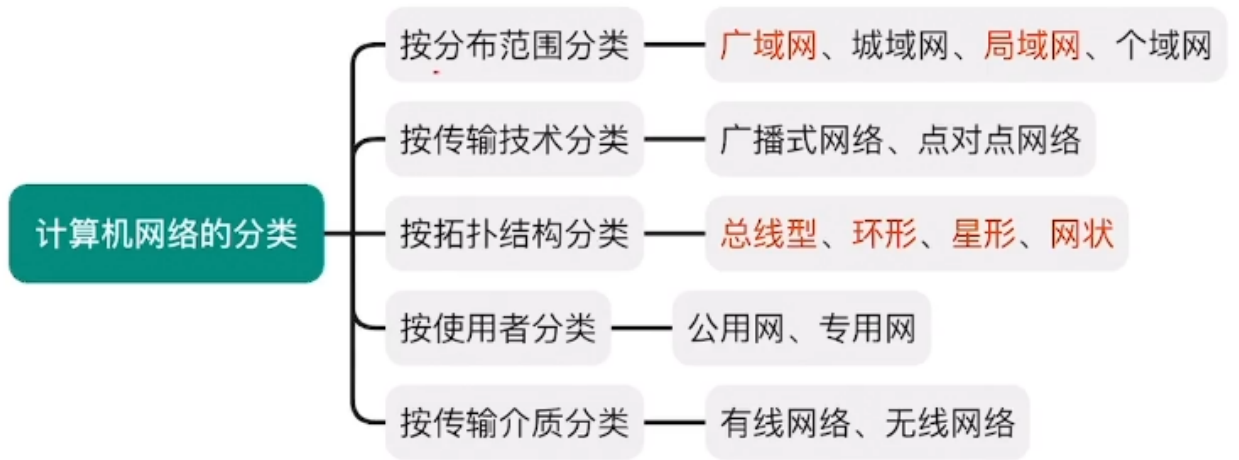 计算机网络的分类
按分布范围分类
广域网、城域网、局域网、个域网
按传输技术分类
广播式网络、点对点网络
按拓扑结构分类
总线型、环形、星形、网状
按使用者分类
公用网、专用网
按传输介质分类
有线网络、无线网络